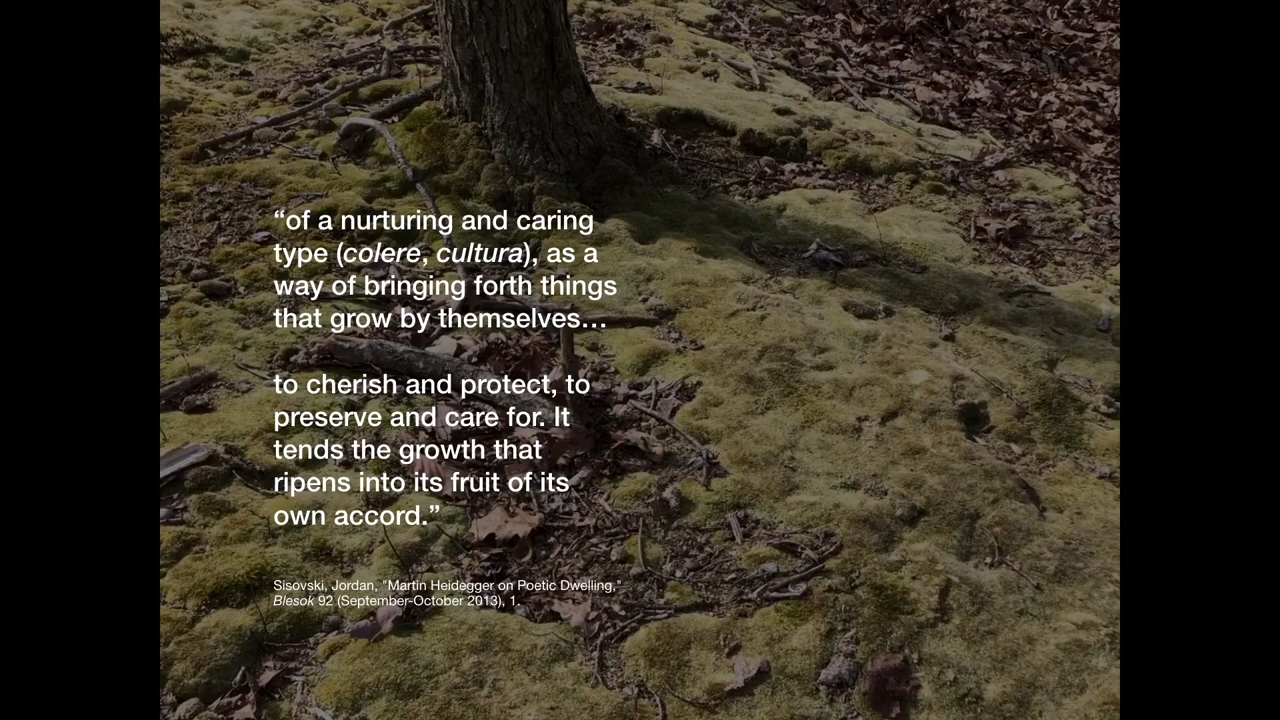 “of a nurturing and caring
type (colere, cultura), as a
way of bringing forth things
that grow by themselves…
to cherish and protect, to
preserve and care for. It
tends the growth that
ripens into its fruit of its
own accord.”
Sisovski, Jordan, "Martin Heidegger on Poetic Dwelling,"
Blesok 92 (September-October 2013), 1.